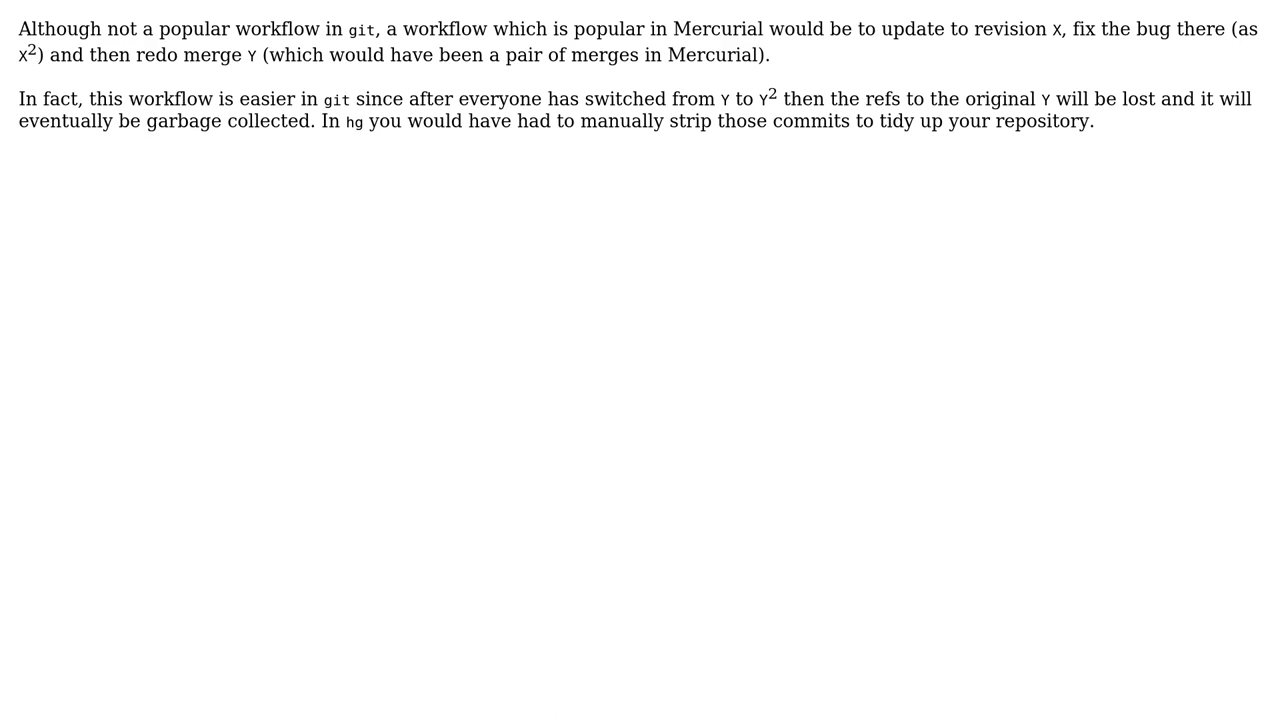 Although not a popular workflow in git, a workflow which is popular in Mercurial would be to update to revision X, fix the bug there (as
X²) and then redo merge Y (which would have been a pair of merges in Mercurial).
In fact, this workflow is easier in git since after everyone has switched from Y to Y² then the refs to the original Y will be lost and it will
eventually be garbage collected. In hg you would have had to manually strip those commits to tidy up your repository.